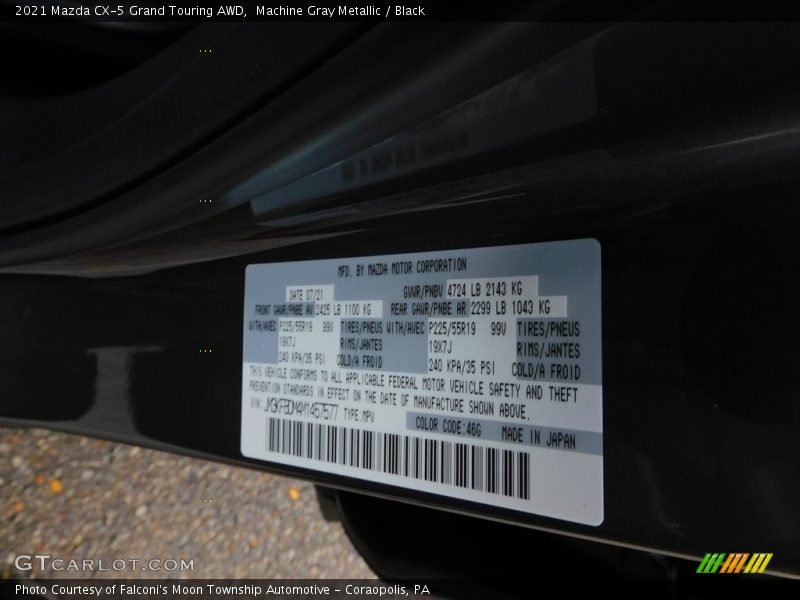 2021 Mazda CX-5 Grand Touring AWD, Machine Gray Metallic / Black
MFD. BY MAZDA MOTOR CORPORATION
DATE 07/21 GVWR/PNBV 4724 LB 2143 KG
FRONT GAWR/PNBE AV 2425 LB 1100 KG REAR GAWR/PNBE AR 2299 LB 1043 KG
WITH/AVEC P225/55R19 99V TIRES/PNEUS WITH/AVEC P225/55R19 99V TIRES/PNEUS
19X7J RIMS/JANTES 19X7J RIMS/JANTES
240 KPA/35 PSI COLD/A FROID 240 KPA/35 PSI COLD/A FROID
THIS VEHICLE CONFORMS TO ALL APPLICABLE FEDERAL MOTOR VEHICLE SAFETY AND THEFT
PREVENTION STANDARDS IN EFFECT ON THE DATE OF MANUFACTURE SHOWN ABOVE.
VIN: TYPE:MPV
COLOR CODE:46G MADE IN JAPAN
GTCARLOT.COM
Photo Courtesy of Falconi's Moon Township Automotive - Coraopolis, PA